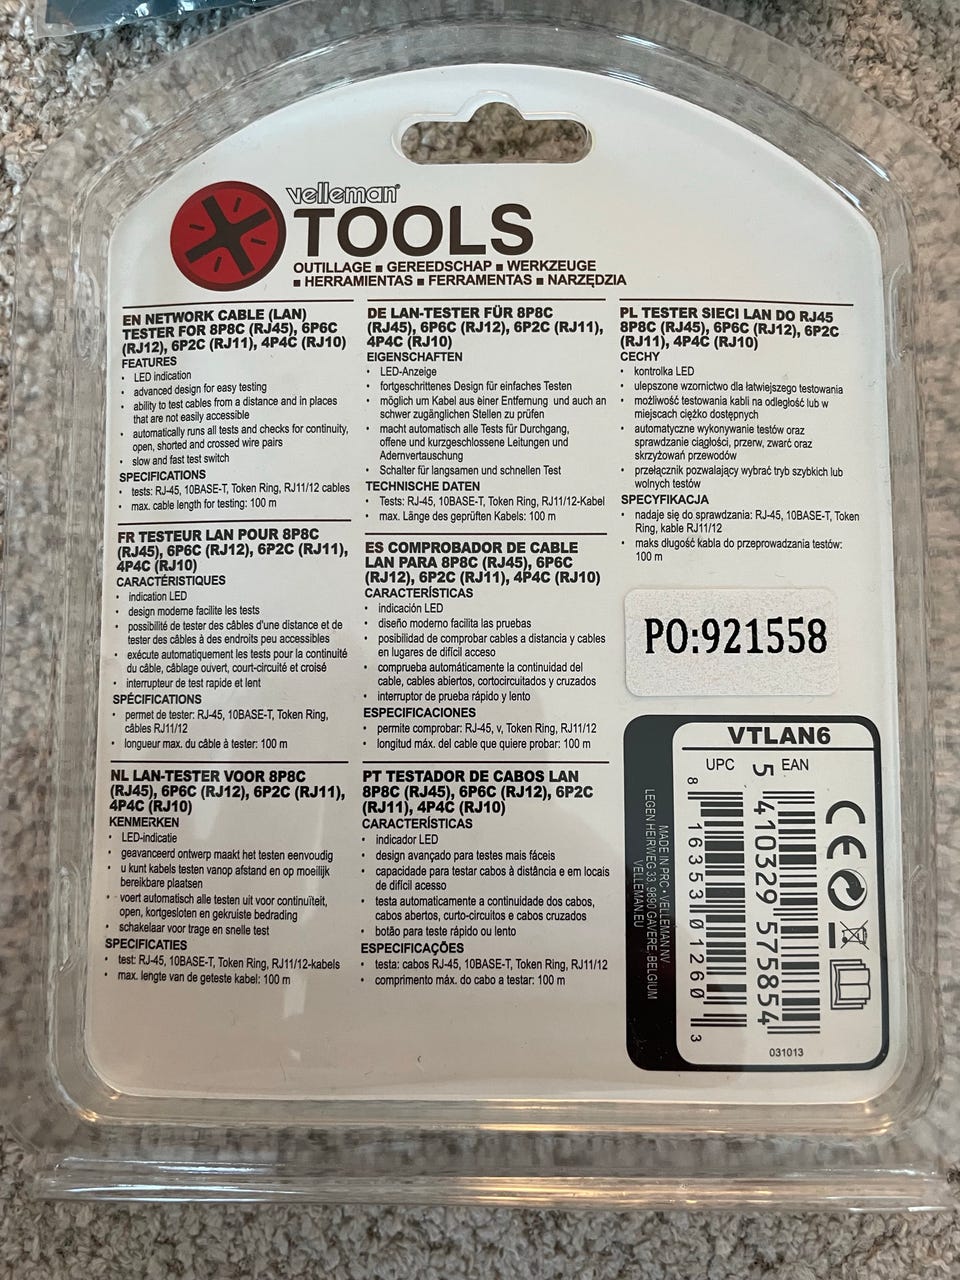 velleman®
TOOLS
OUTILLAGE ■ GEREEDSCHAP ■ WERKZEUGE
■ HERRAMIENTAS ■ FERRAMENTAS ■ NARZĘDZIA
EN NETWORK CABLE (LAN)
TESTER FOR 8P8C (RJ45), 6P6C
(RJ12), 6P2C (RJ11), 4P4C (RJ10)
FEATURES
• LED indication
• advanced design for easy testing
• ability to test cables from a distance and in places
that are not easily accessible
• automatically runs all tests and checks for continuity,
open, shorted and crossed wire pairs
• slow and fast test switch
SPECIFICATIONS
• tests: RJ-45, 10BASE-T, Token Ring, RJ11/12 cables
• max. cable length for testing: 100 m
FR TESTEUR LAN POUR 8P8C
(RJ45), 6P6C (RJ12), 6P2C (RJ11),
4P4C (RJ10)
CARACTÉRISTIQUES
• indication LED
• design moderne facilite les tests
• possibilité de tester des câbles d'une distance et de
tester des câbles à des endroits peu accessibles
• exécute automatiquement les tests pour la continuité
du câble, câblage ouvert, court-circuité et croisé
• interrupteur de test rapide et lent
SPÉCIFICATIONS
• permet de tester: RJ-45, 10BASE-T, Token Ring,
câbles RJ11/12
• longueur max. du câble à tester: 100 m
NL LAN-TESTER VOOR 8P8C
(RJ45), 6P6C (RJ12), 6P2C (RJ11),
4P4C (RJ10)
KENMERKEN
• LED-indicatie
• geavanceerd ontwerp maakt het testen eenvoudig
• u kunt kabels testen vanop afstand en op moeilijk
bereikbare plaatsen
• voert automatisch alle testen uit voor continuïteit,
open, kortgesloten en gekruiste bedrading
• schakelaar voor trage en snelle test
SPECIFICATIES
• test: RJ-45, 10BASE-T, Token Ring, RJ11/12-kabels
• max. lengte van de geteste kabel: 100 m
DE LAN-TESTER FÜR 8P8C
(RJ45), 6P6C (RJ12), 6P2C (RJ11),
4P4C (RJ10)
EIGENSCHAFTEN
• LED-Anzeige
• fortgeschrittenes Design für einfaches Testen
• möglich um Kabel aus einer Entfernung und auch an
schwer zugänglichen Stellen zu prüfen
• macht automatisch alle Tests für Durchgang,
offene und kurzgeschlossene Leitungen und
Adernvertauschung
• Schalter für langsamen und schnellen Test
TECHNISCHE DATEN
• Tests: RJ-45, 10BASE-T, Token Ring, RJ11/12-Kabel
• max. Länge des geprüften Kabels: 100 m
ES COMPROBADOR DE CABLE
LAN PARA 8P8C (RJ45), 6P6C
(RJ12), 6P2C (RJ11), 4P4C (RJ10)
CARACTERÍSTICAS
• indicación LED
• diseño moderno facilita las pruebas
• posibilidad de comprobar cables a distancia y cables
en lugares de difícil acceso
• comprueba automáticamente la continuidad del
cable, cables abiertos, cortocircuitados y cruzados
• interruptor de prueba rápido y lento
ESPECIFICACIONES
• permite comprobar: RJ-45, v, Token Ring, RJ11/12
• longitud máx. del cable que quiere probar: 100 m
PT TESTADOR DE CABOS LAN
8P8C (RJ45), 6P6C (RJ12), 6P2C
(RJ11), 4P4C (RJ10)
CARACTERÍSTICAS
• indicador LED
• design avançado para testes mais fáceis
• capacidade para testar cabos à distância e em locais
de difícil acesso
• testa automaticamente a continuidade dos cabos,
cabos abertos, curto-circuitos e cabos cruzados
• botão para teste rápido ou lento
ESPECIFICAÇÕES
• testa: cabos RJ-45, 10BASE-T, Token Ring, RJ11/12
• comprimento máx. do cabo a testar: 100 m
PL TESTER SIECI LAN DO RJ45
8P8C (RJ45), 6P6C (RJ12), 6P2C
(RJ11), 4P4C (RJ10)
CECHY
• kontrolka LED
• ulepszone wzornictwo dla łatwiejszego testowania
• możliwość testowania kabli na odległość lub w
miejscach ciężko dostępnych
• automatyczne wykonywanie testów oraz
sprawdzanie ciągłości, przerw, zwarć oraz
skrzyżowań przewodów
• przełącznik pozwalający wybrać tryb szybkich lub
wolnych testów
SPECYFIKACJA
• nadaje się do sprawdzania: RJ-45, 10BASE-T, Token
Ring, kable RJ11/12
• maks długość kabla do przeprowadzania testów:
100 m
PO:921558
VTLAN6
UPC
EAN
8 16353 01260 3
5 410329 575854
CE
031013
MADE IN PRC • VELLEMAN NV
LEGEN HEIRWEG 33, 9890 GAVERE, BELGIUM
VELLEMAN.EU